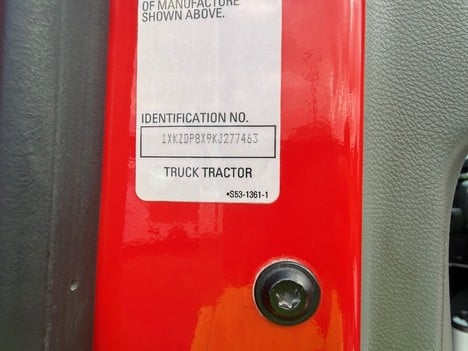 OF MANUFACTURE
SHOWN ABOVE.
IDENTIFICATION NO.
1XKZDP8X9KJ277463
TRUCK TRACTOR
•S53-1361-1